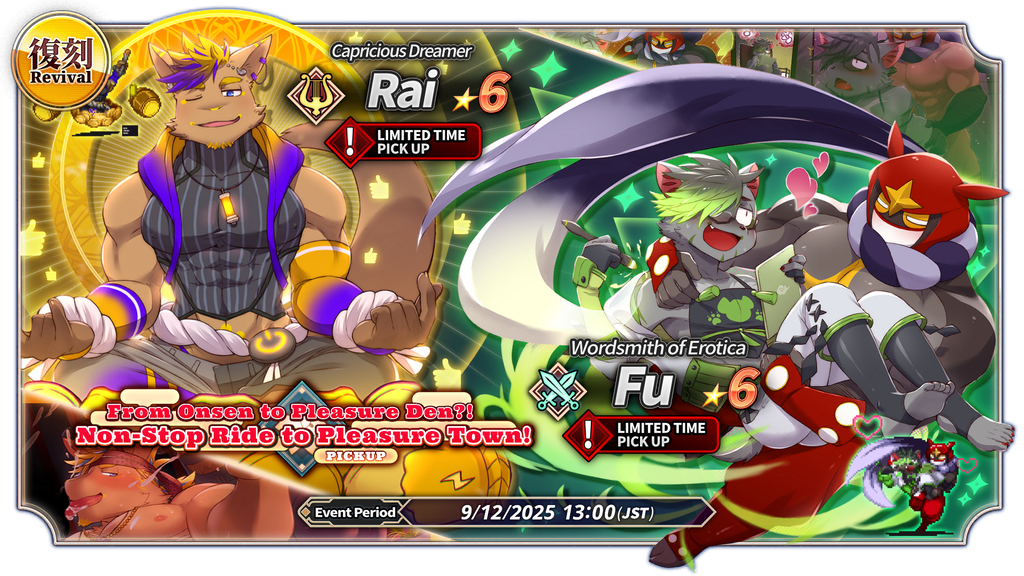 復刻
Revival
Capricious Dreamer
Rai ★6
LIMITED TIME
PICK UP
Wordsmith of Erotica
Fu ★6
LIMITED TIME
PICK UP
From Onsen to Pleasure Den?!
Non-Stop Ride to Pleasure Town!
PICKUP
Event Period
9/12/2025 13:00(JST)